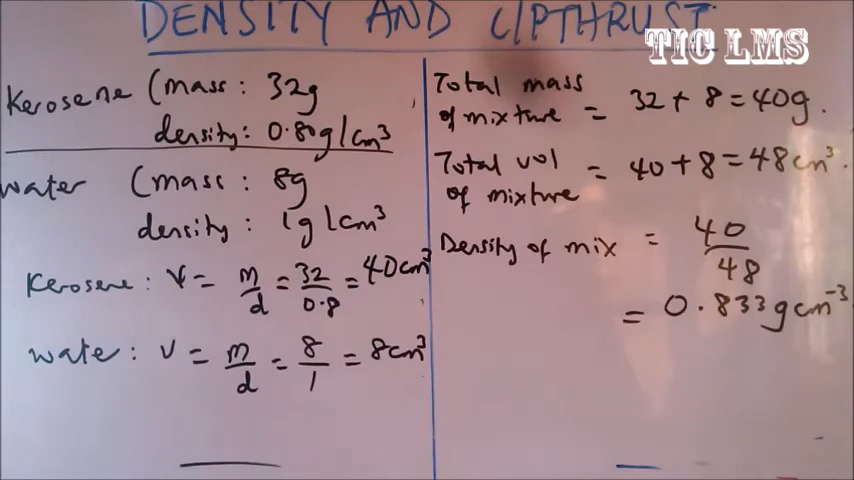 DENSITY AND UPTHRUST
TIC LMS
Kerosene (mass : 32g
density : 0.80g/cm³
water (mass : 8g
density : 1g/cm³
Kerosene : V = m/d = 32/0.8 = 40cm³
water : V = m/d = 8/1 = 8cm³
Total mass
of mixture = 32 + 8 = 40g.
Total vol
of mixture = 40 + 8 = 48cm³.
Density of mix = 40/48
= 0.833gcm⁻³